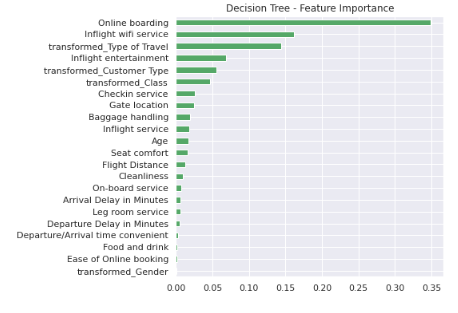 Decision Tree - Feature Importance
Online boarding
Inflight wifi service
transformed_Type of Travel
Inflight entertainment
transformed_Customer Type
transformed_Class
Checkin service
Gate location
Baggage handling
Inflight service
Age
Seat comfort
Flight Distance
Cleanliness
On-board service
Arrival Delay in Minutes
Leg room service
Departure Delay in Minutes
Departure/Arrival time convenient
Food and drink
Ease of Online booking
transformed_Gender
0.00 0.05 0.10 0.15 0.20 0.25 0.30 0.35